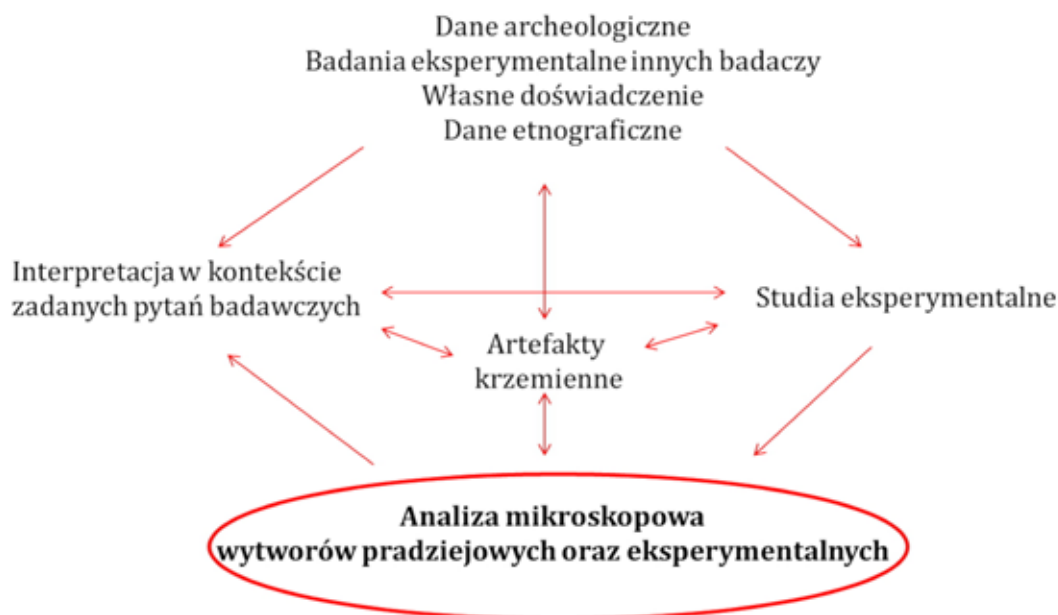 Dane archeologiczne
Badania eksperymentalne innych badaczy
Własne doświadczenie
Dane etnograficzne
Interpretacja w kontekście
zadanych pytań badawczych
Studia eksperymentalne
Artefakty
krzemienne
Analiza mikroskopowa
wytworów pradziejowych oraz eksperymentalnych